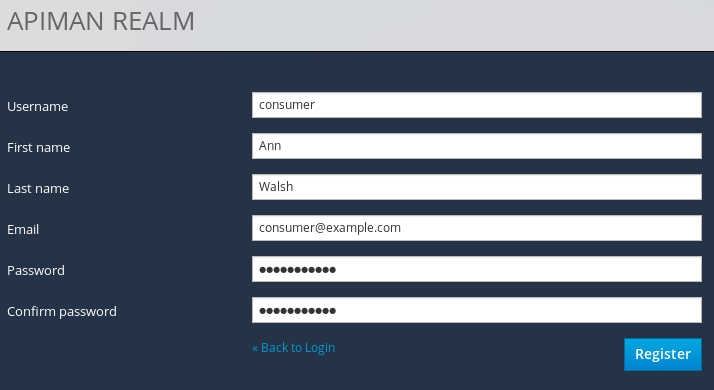 APIMAN REALM
Username consumer
First name Ann
Last name Walsh
Email consumer@example.com
Password ●●●●●●●●●●●
Confirm password ●●●●●●●●●●●
« Back to Login Register